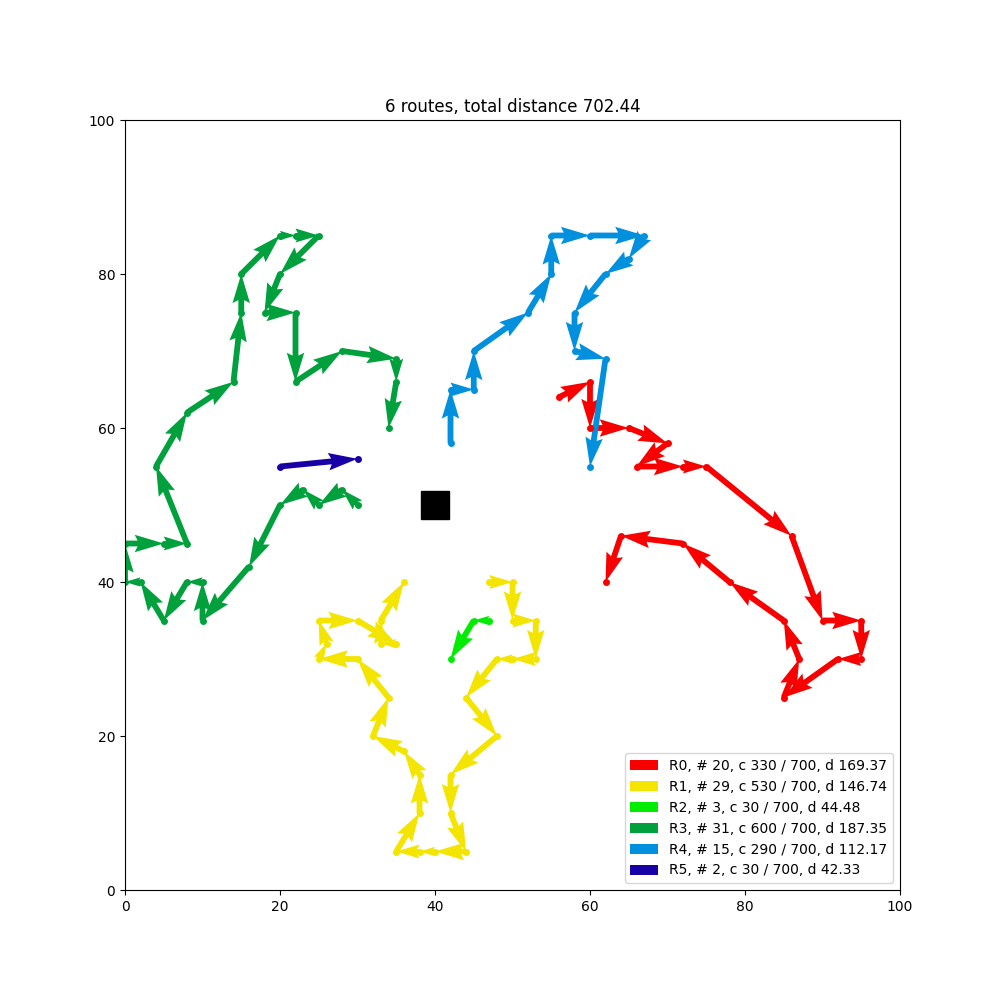 6 routes, total distance 702.44
100
80
60
40
20
0
0 20 40 60 80 100
R0, # 20, c 330 / 700, d 169.37
R1, # 29, c 530 / 700, d 146.74
R2, # 3, c 30 / 700, d 44.48
R3, # 31, c 600 / 700, d 187.35
R4, # 15, c 290 / 700, d 112.17
R5, # 2, c 30 / 700, d 42.33